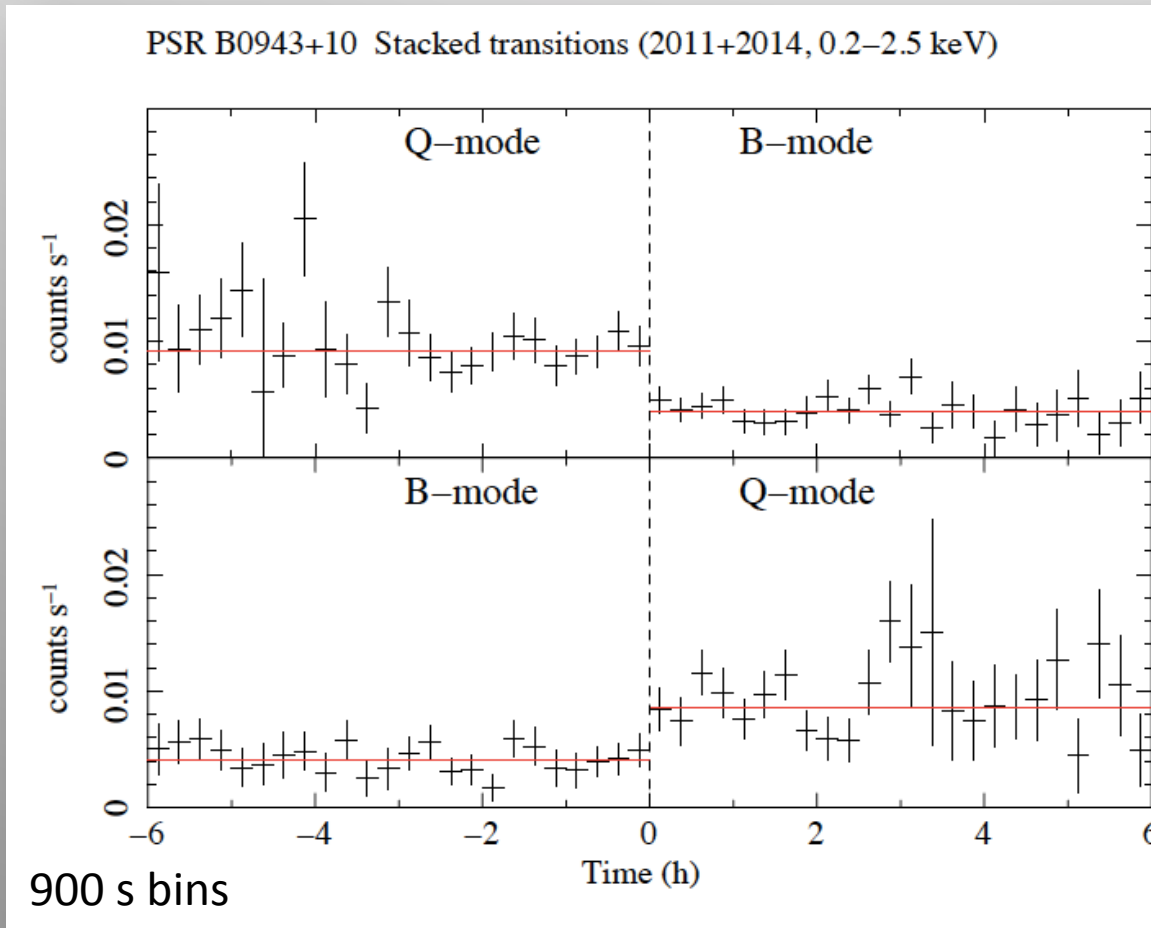 PSR B0943+10 Stacked transitions (2011+2014, 0.2–2.5 keV)
Q–mode
B–mode
counts s⁻¹
0.02
0.01
0
B–mode
Q–mode
counts s⁻¹
0.02
0.01
0
–6 –4 –2 0 2 4 6
Time (h)
900 s bins